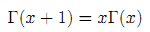 Γ(x + 1) = xΓ(x)